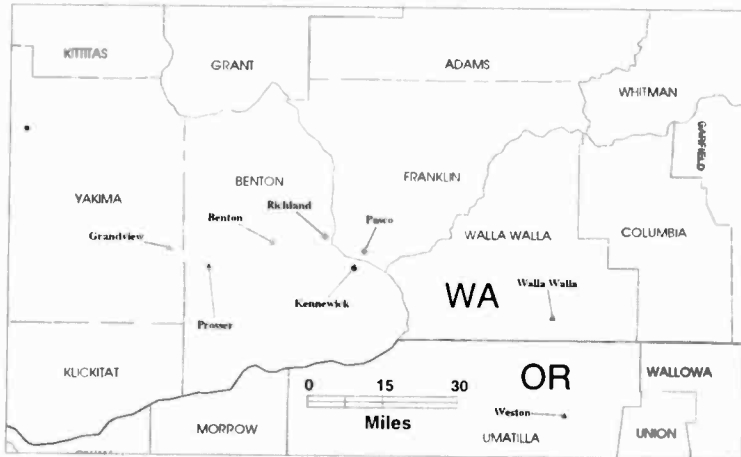 KITTITAS
GRANT
ADAMS
WHITMAN
GARFIELD
BENTON
FRANKLIN
YAKIMA
Richland
Benton
Pasco
Grandview
WALLA WALLA
COLUMBIA
WA
Walla Walla
Kennewick
Prosser
KLICKITAT
OR
WALLOWA
0 15 30
Miles
Weston
MORROW
UMATILLA
UNION